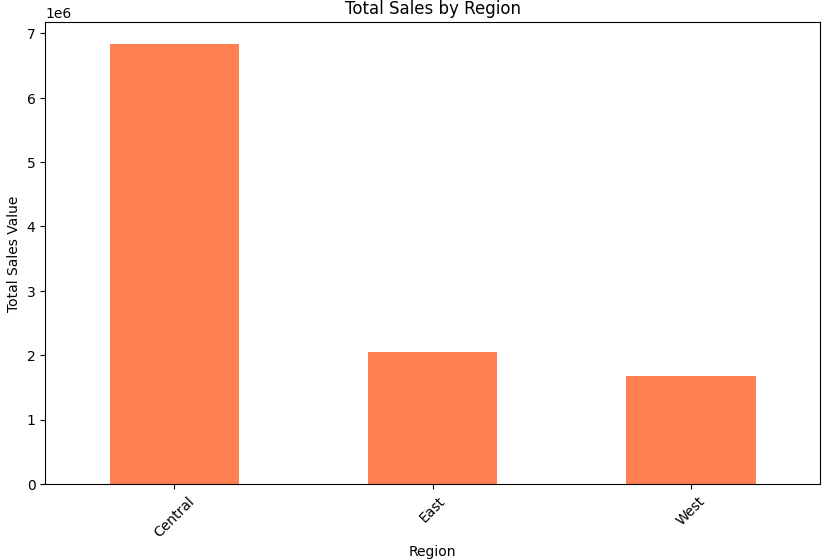 Total Sales by Region
1e6
7
6
5
4
3
2
1
0
Total Sales Value
Central
East
West
Region